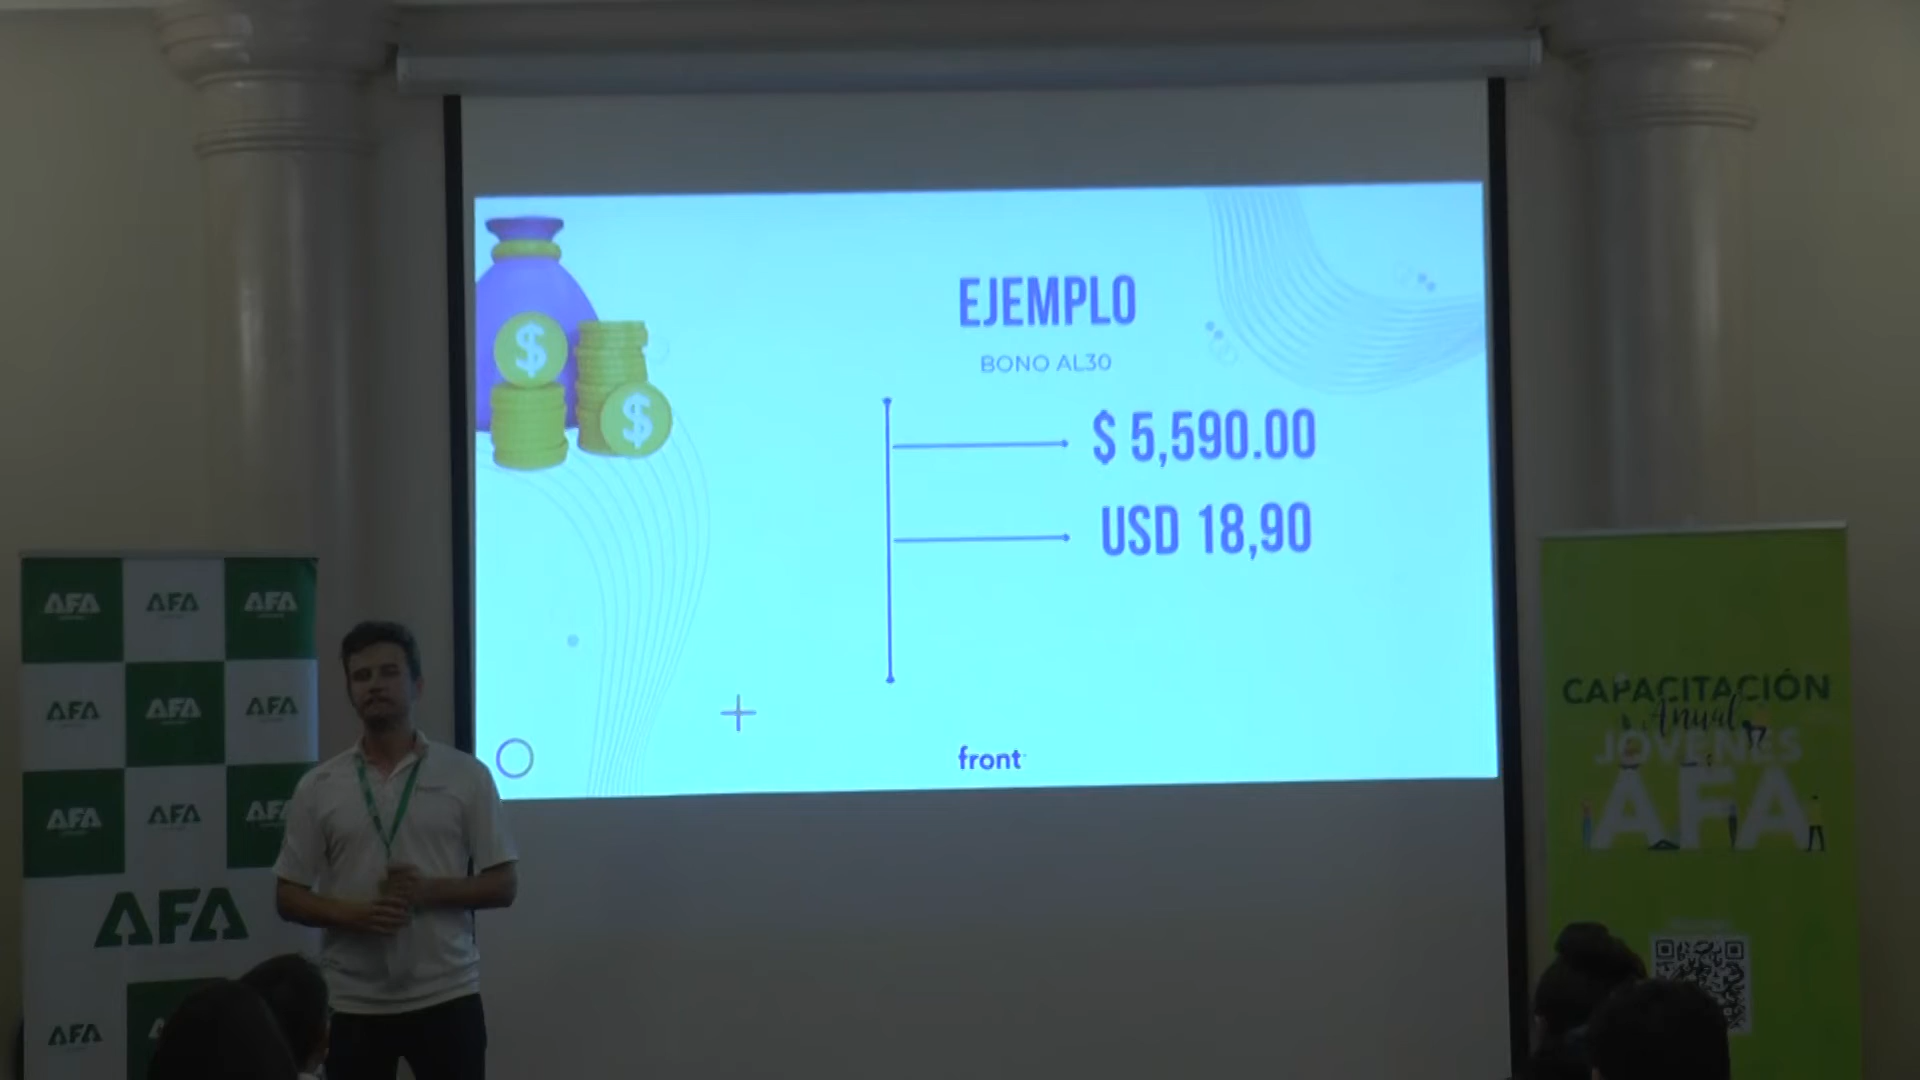 EJEMPLO
BONO AL30
$ 5,590.00
USD 18,90
front
AFA AFA AFA
AFA AFA AFA
AFA AFA AFA
AFA
AFA
CAPACITACIÓN
Anual
JÓVENES
AFA